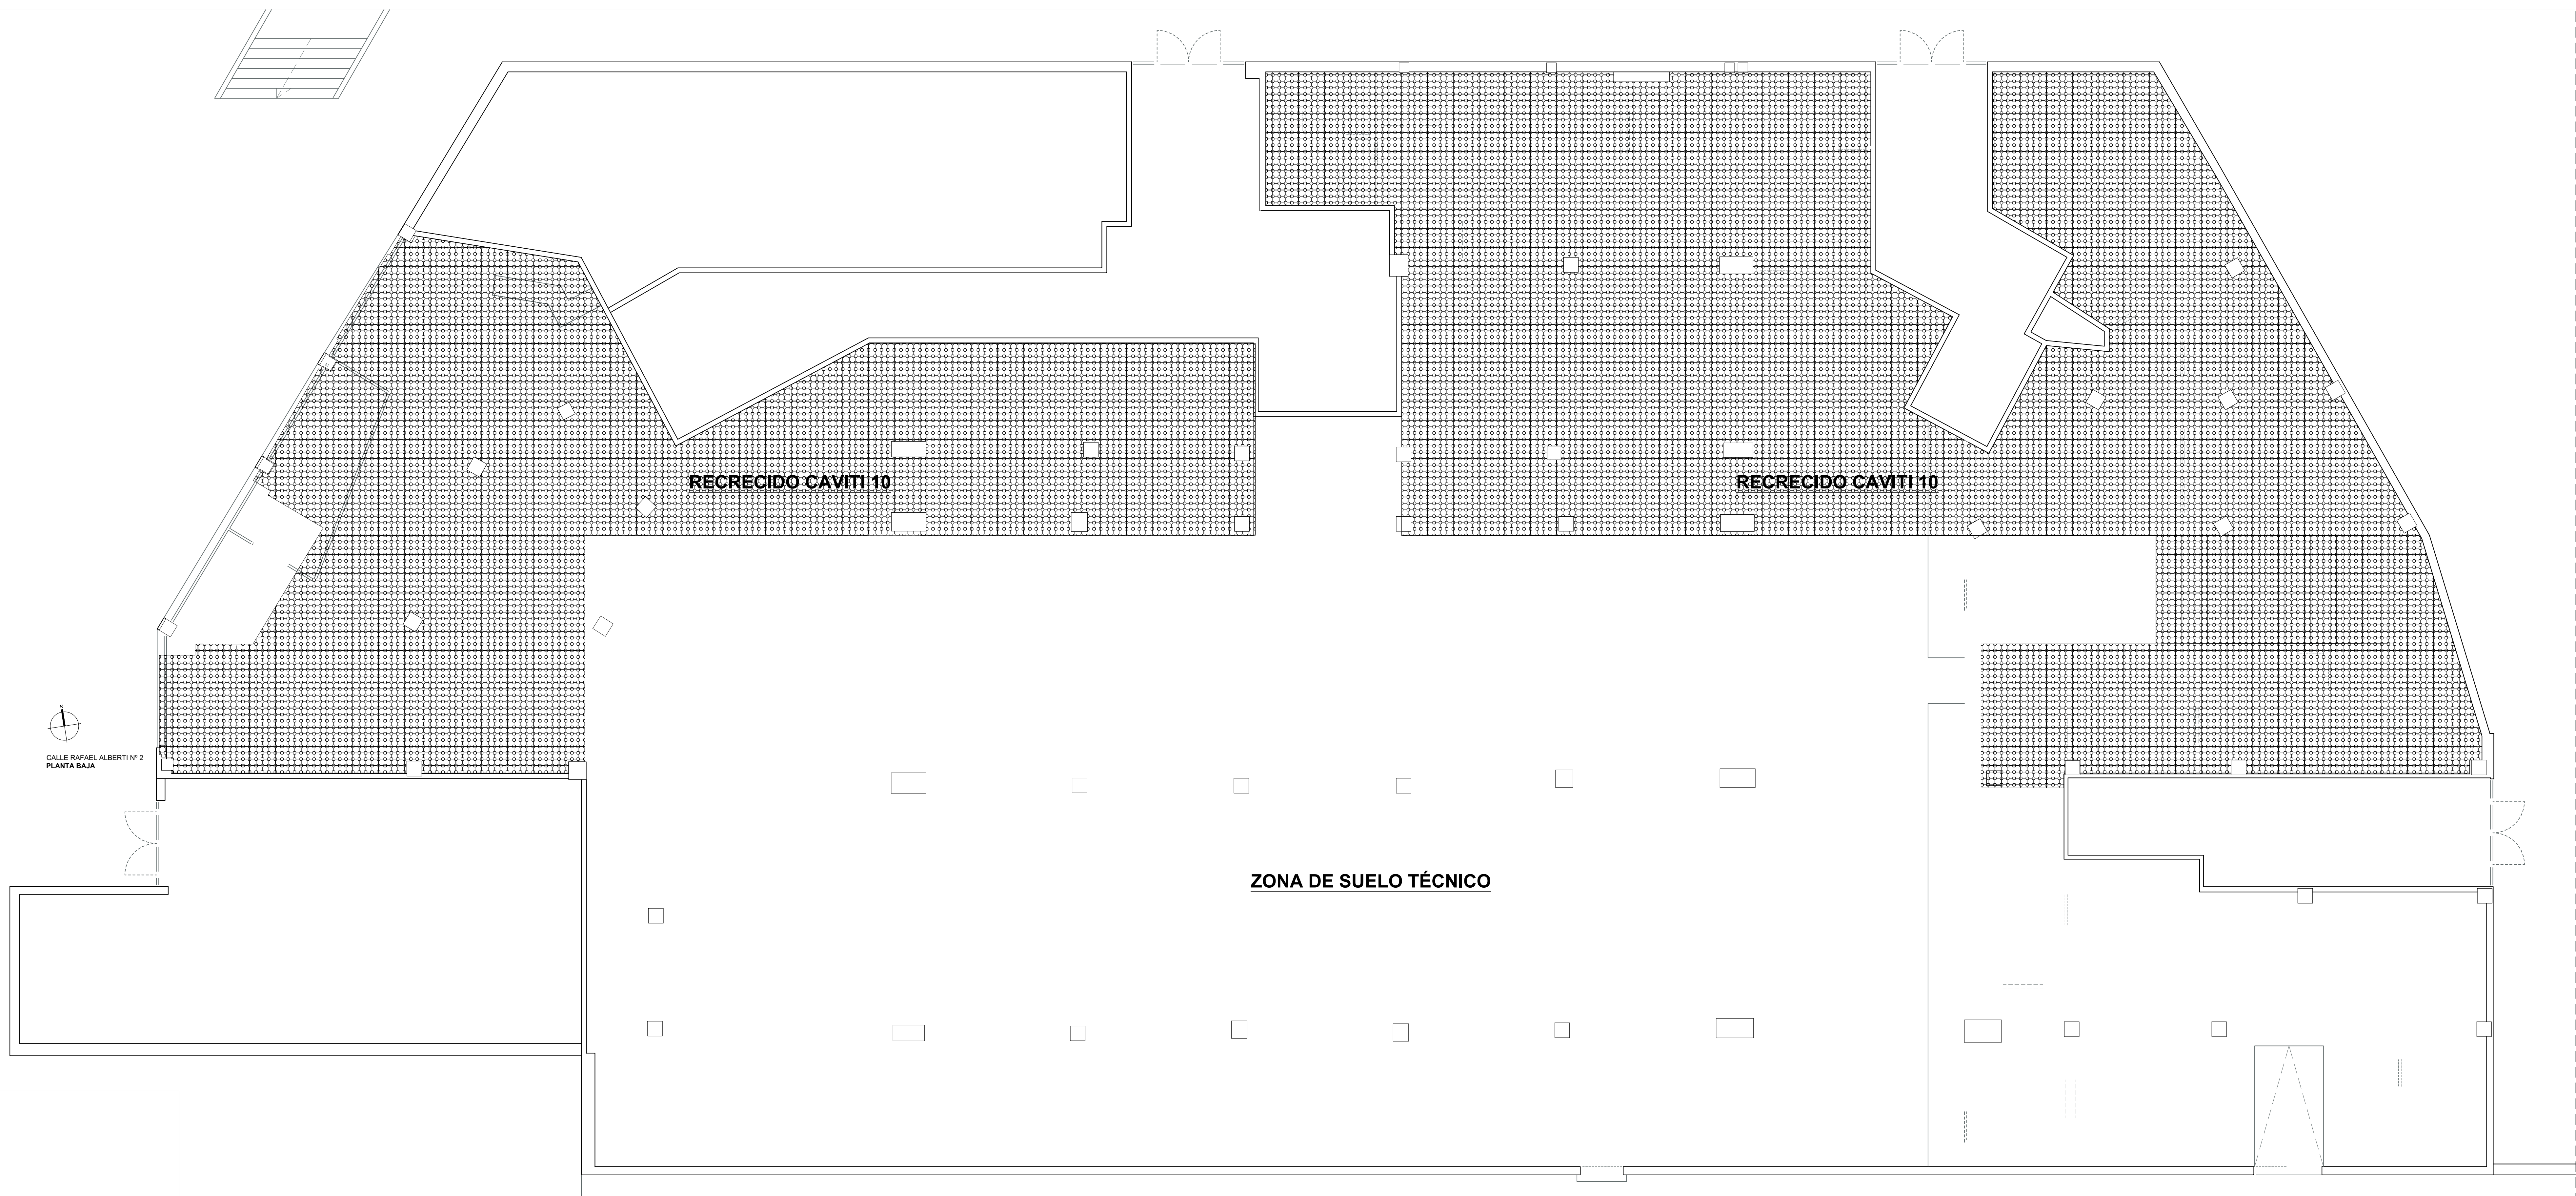 RECRECIDO CAVITI 10
RECRECIDO CAVITI 10
N
CALLE RAFAEL ALBERTI Nº 2
PLANTA BAJA
ZONA DE SUELO TÉCNICO